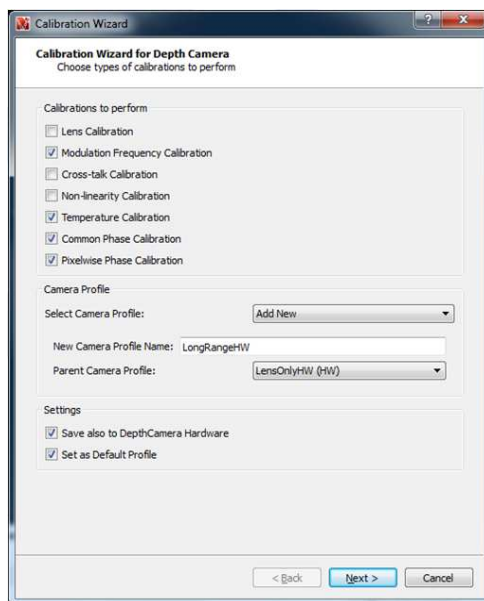 Calibration Wizard
?
X
Calibration Wizard for Depth Camera
Choose types of calibrations to perform
Calibrations to perform
Lens Calibration
Modulation Frequency Calibration
Cross-talk Calibration
Non-linearity Calibration
Temperature Calibration
Common Phase Calibration
Pixelwise Phase Calibration
Camera Profile
Select Camera Profile: Add New
New Camera Profile Name: LongRangeHW
Parent Camera Profile: LensOnlyHW (HW)
Settings
Save also to DepthCamera Hardware
Set as Default Profile
< Back Next > Cancel